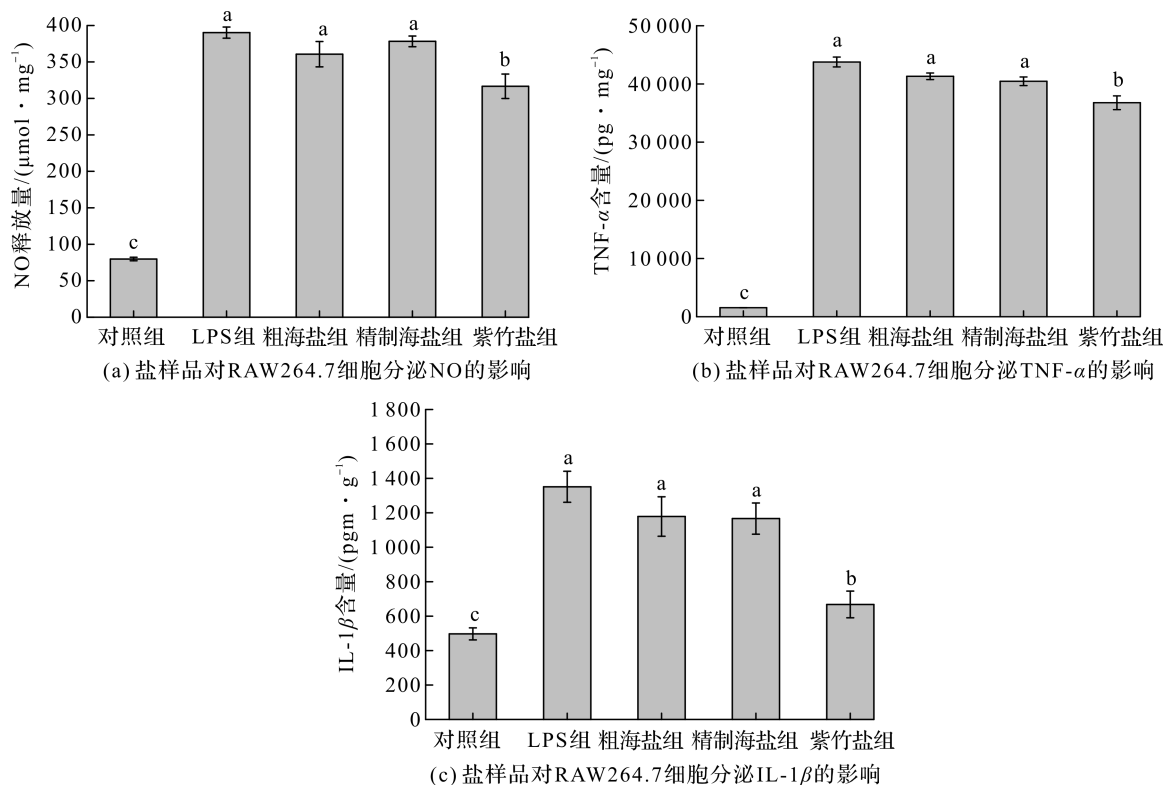 400
350
300
250
200
150
100
50
0
NO释放量/(μmol·mg⁻¹)
c
a
a
a
b
对照组 LPS组 粗海盐组 精制海盐组 紫竹盐组
(a) 盐样品对RAW264.7细胞分泌NO的影响
50 000
40 000
30 000
20 000
10 000
0
TNF-α含量/(pg·mg⁻¹)
c
a
a
a
b
对照组 LPS组 粗海盐组 精制海盐组 紫竹盐组
(b) 盐样品对RAW264.7细胞分泌TNF-α的影响
1 800
1 600
1 400
1 200
1 000
800
600
400
200
0
IL-1β含量/(pgm·g⁻¹)
c
a
a
a
b
对照组 LPS组 粗海盐组 精制海盐组 紫竹盐组
(c) 盐样品对RAW264.7细胞分泌IL-1β的影响